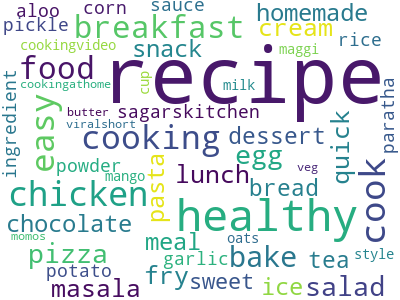 aloo corn sauce homemade
pickle breakfast cream rice
cookingvideo snack maggi
food recipe
cookingathome cup milk
butter sagarskitchen
viralshort
ingredient easy cooking dessert quick cook paratha
egg
powder pasta lunch veg
chicken mango bread
chocolate healthy
momos meal oats style
pizza garlic bake tea
potato fry sweet ice salad
masala